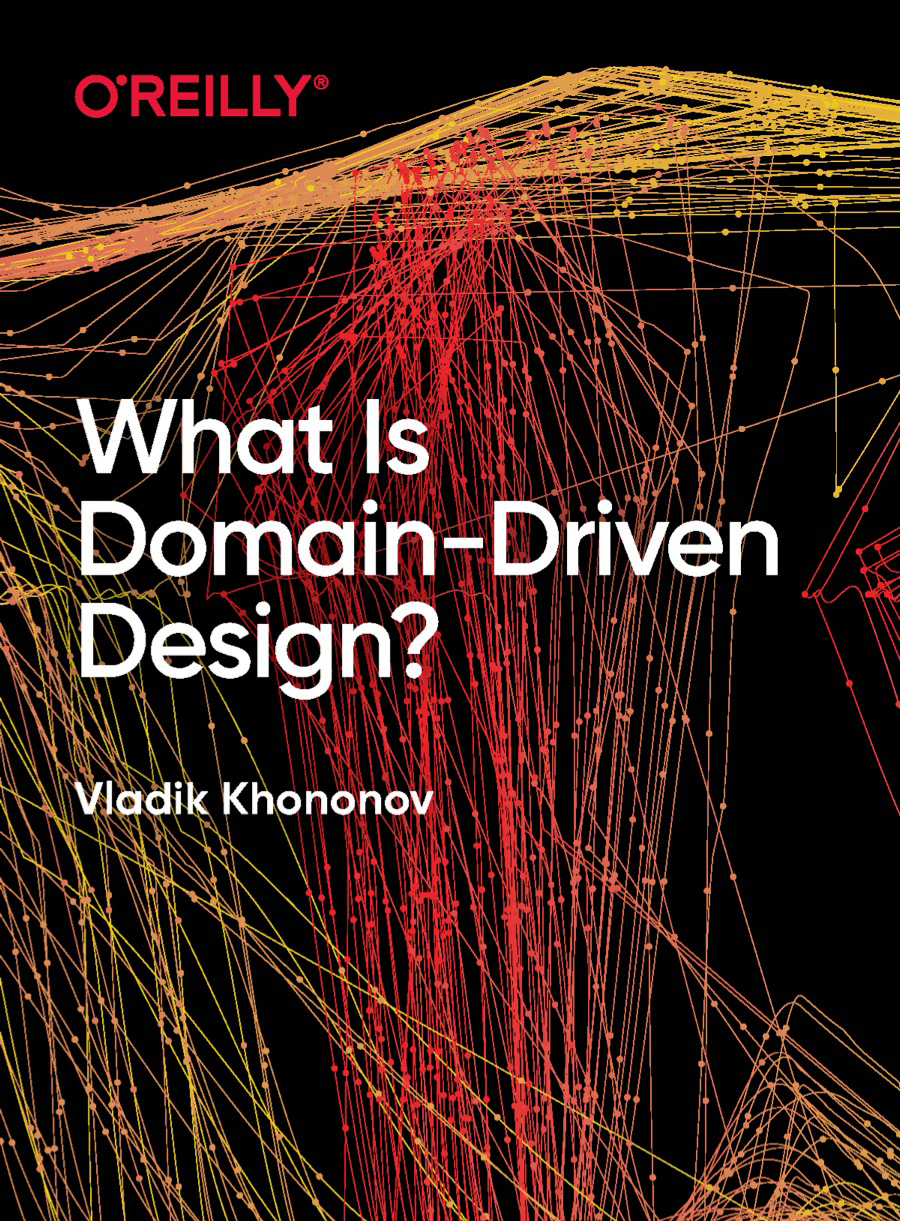 O'REILLY®
What Is
Domain-Driven
Design?
Vladik Khononov